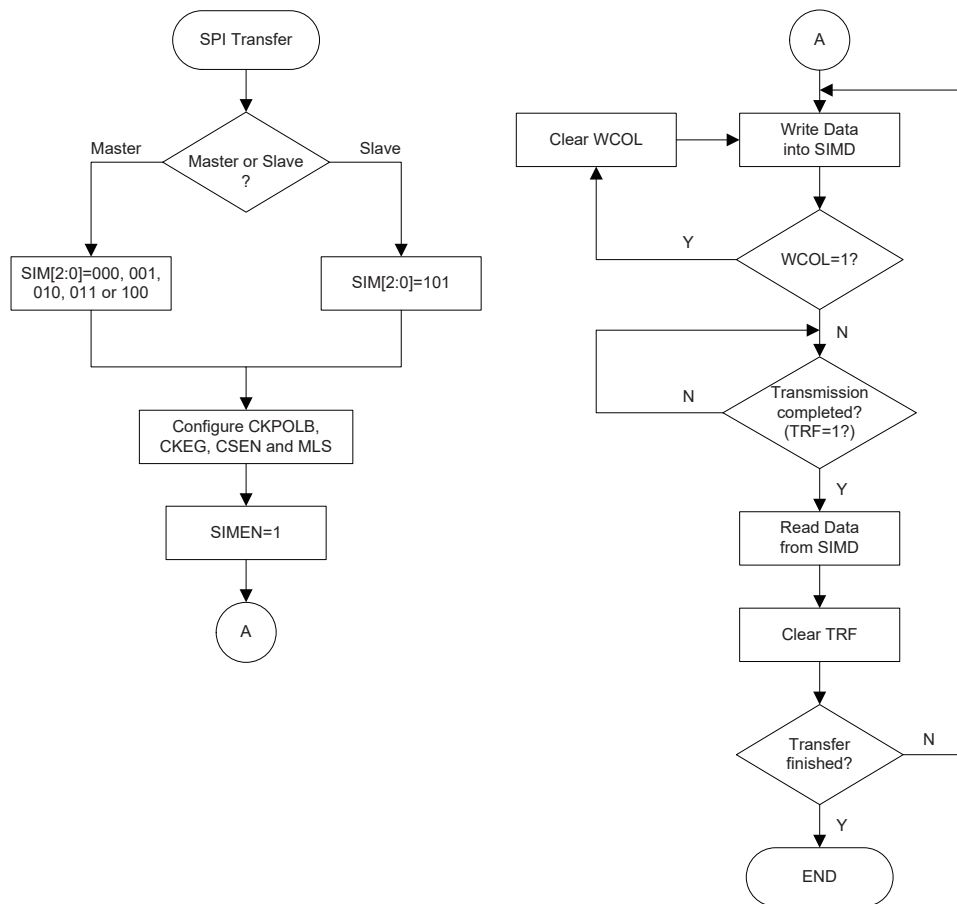 SPI Transfer
Master
Master or Slave
?
Slave
SIM[2:0]=000, 001,
010, 011 or 100
SIM[2:0]=101
Configure CKPOLB,
CKEG, CSEN and MLS
SIMEN=1
A
A
Clear WCOL
Write Data
into SIMD
Y
WCOL=1?
N
N
Transmission
completed?
(TRF=1?)
Y
Read Data
from SIMD
Clear TRF
Transfer
finished?
N
Y
END